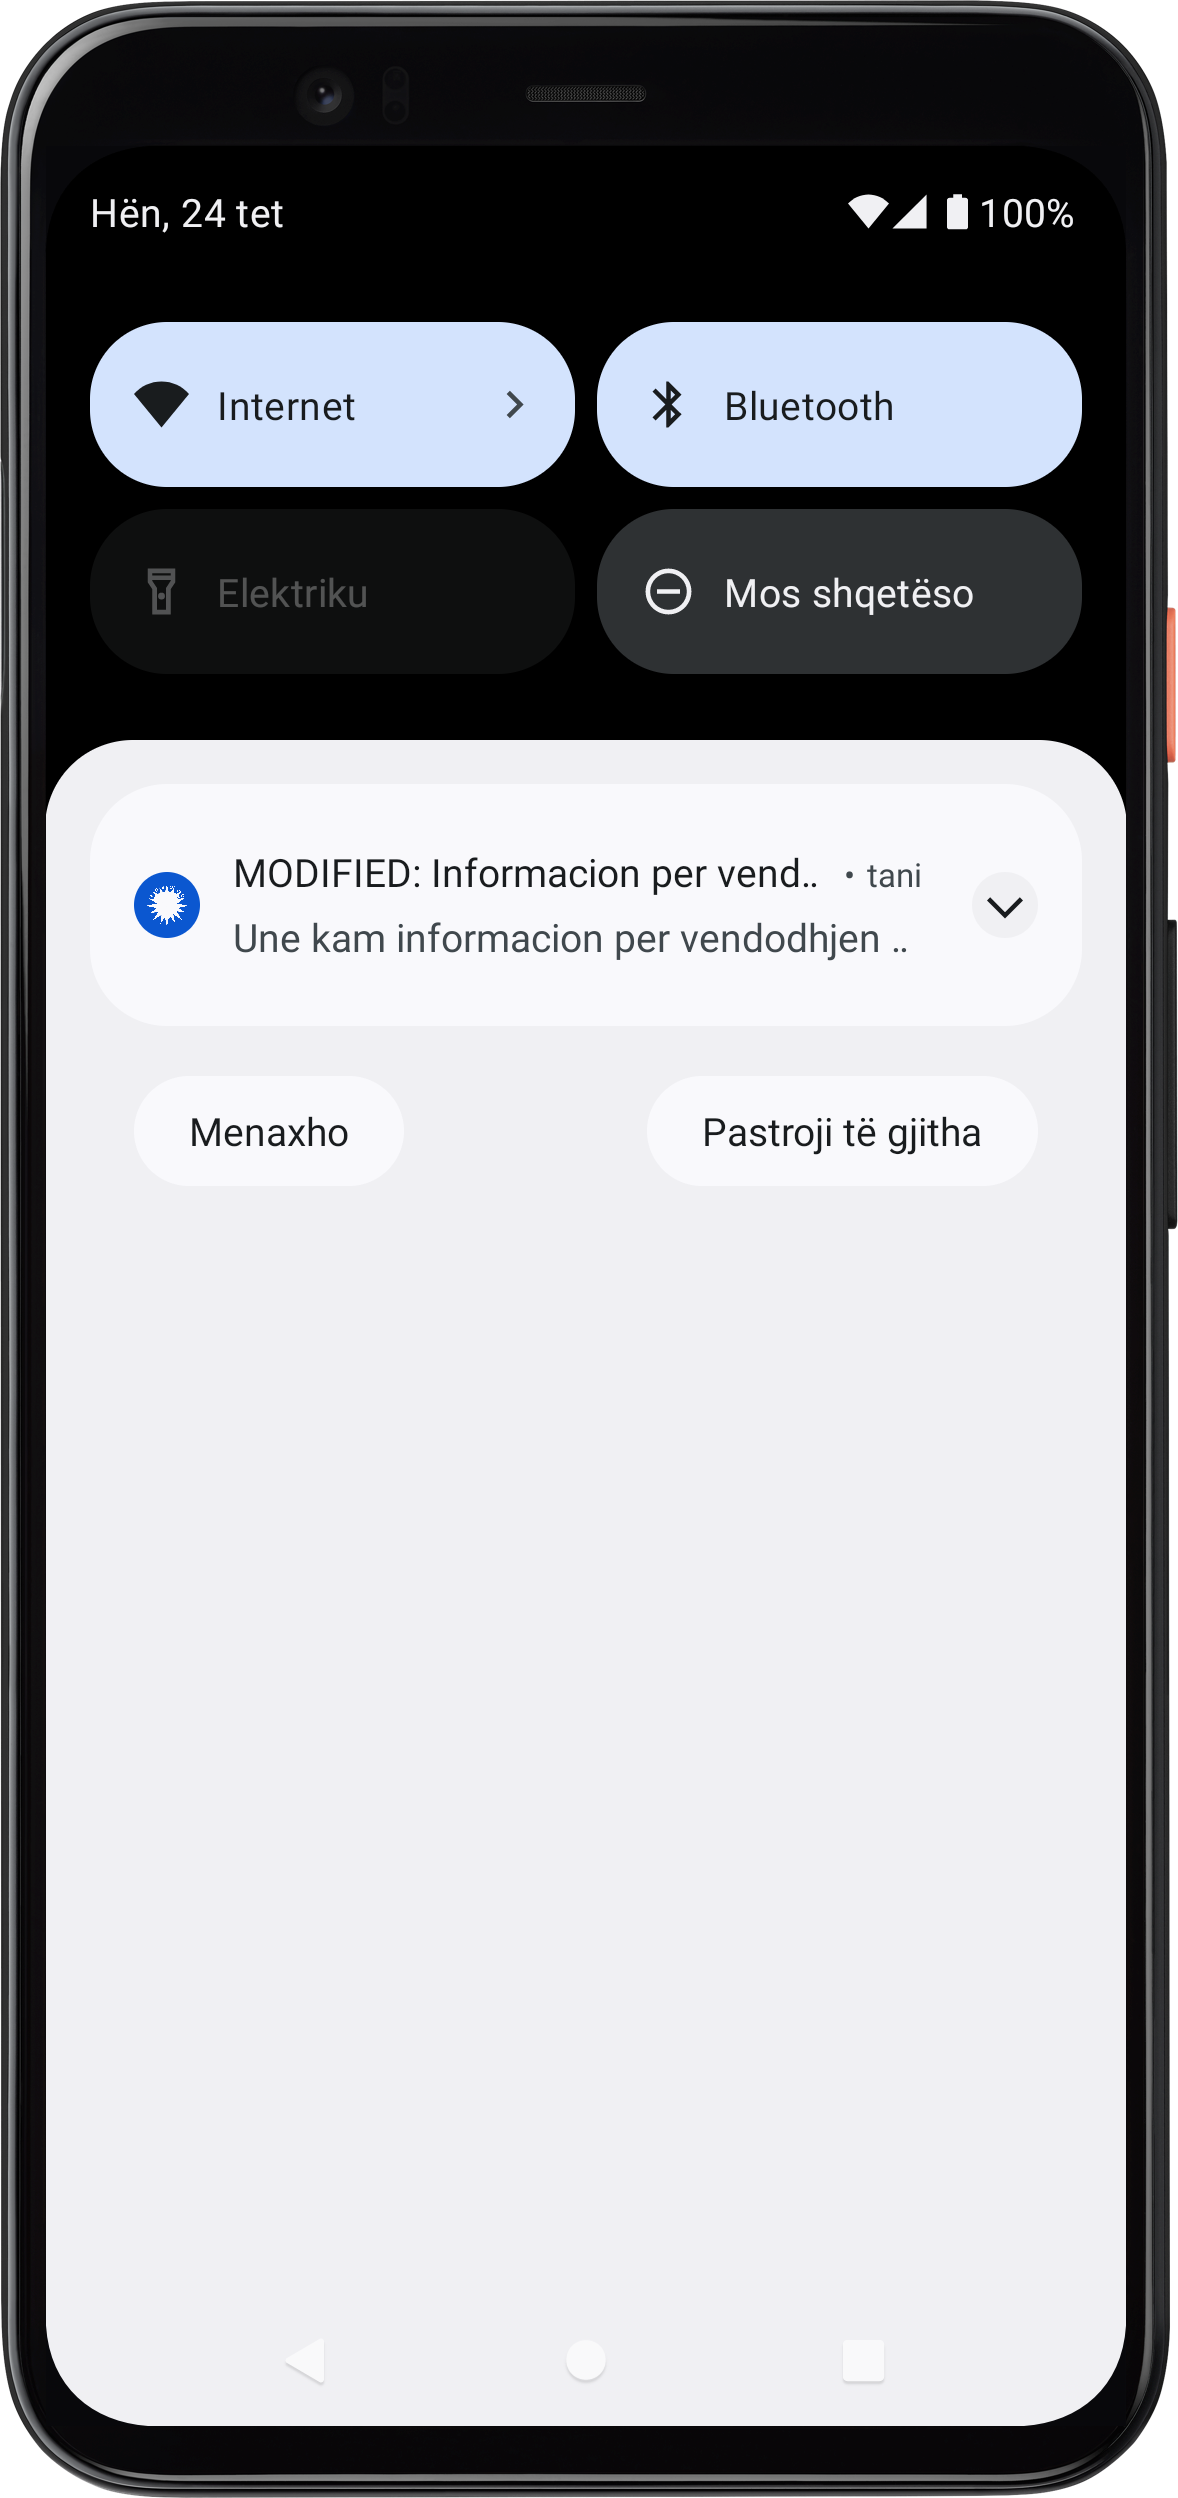 Hën, 24 tet
100%
Internet
Bluetooth
Elektriku
Mos shqetëso
MODIFIED: Informacion per vend.. • tani
Une kam informacion per vendodhjen ..
Menaxho
Pastroji të gjitha